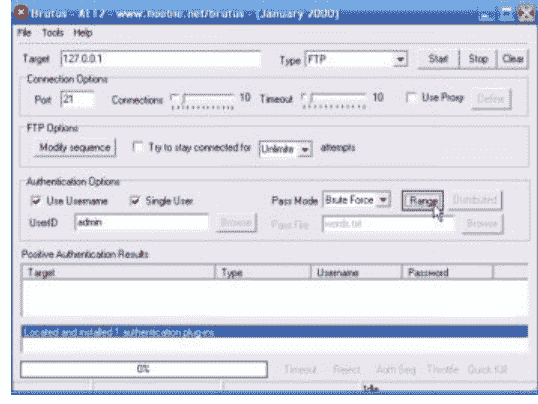 Brutus - AET2 - www.hoobie.net/brutus - (January 2000)
File Tools Help
Target 127.0.0.1 Type FTP Start Stop Clear
Connection Options
Port 21 Connections 10 Timeout 10 Use Proxy Define
FTP Options
Modify sequence Try to stay connected for Unlimite attempts
Authentication Options
Use Username Single User Pass Mode Brute Force Range Distributed
UserID admin Browse Pass File words.txt Browse
Positive Authentication Results
Target Type Username Password
Located and installed 1 authentication plug-ins
0% Timeout Reject Auth Seq Throttle Quick Kill
Idle